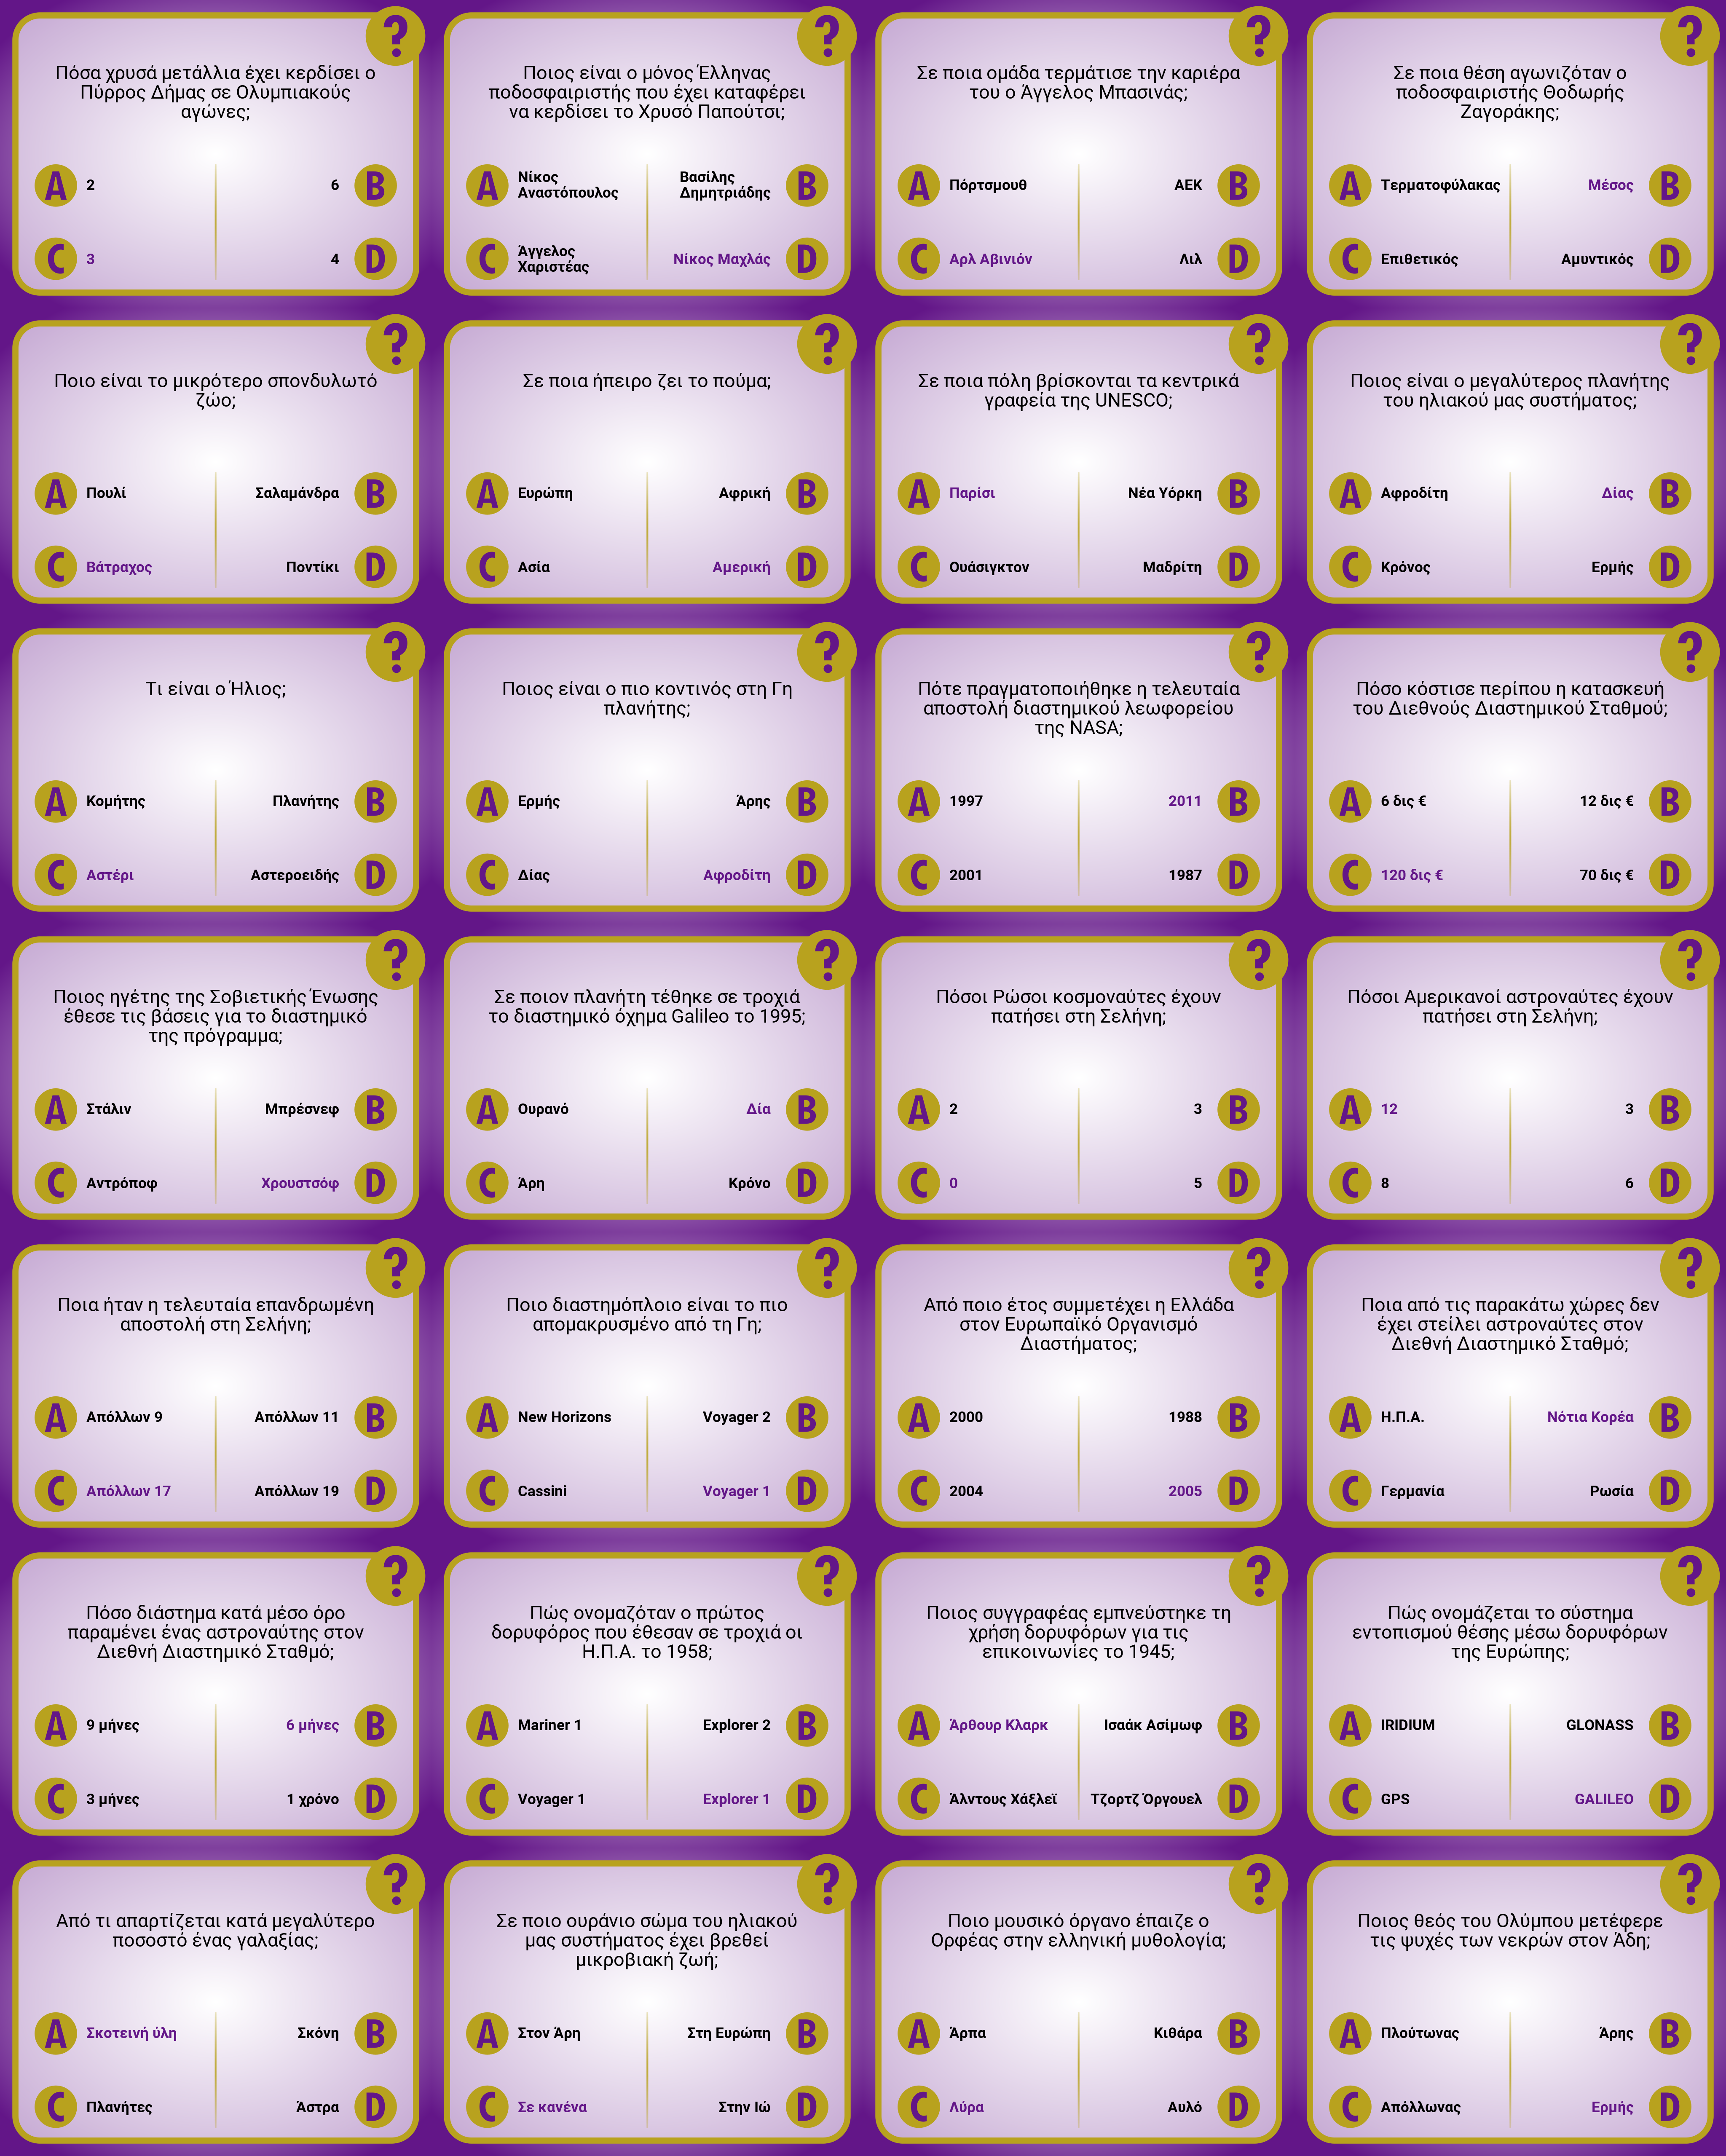 ?
Πόσα χρυσά μετάλλια έχει κερδίσει ο
Πύρρος Δήμας σε Ολυμπιακούς
αγώνες;
A 2
6 B
C 3
4 D
?
Ποιος είναι ο μόνος Έλληνας
ποδοσφαιριστής που έχει καταφέρει
να κερδίσει το Χρυσό Παπούτσι;
A Νίκος
Αναστόπουλος
Βασίλης
Δημητριάδης B
C Άγγελος
Χαριστέας
Νίκος Μαχλάς D
?
Σε ποια ομάδα τερμάτισε την καριέρα
του ο Άγγελος Μπασινάς;
A Πόρτσμουθ
ΑΕΚ B
C Αρλ Αβινιόν
Λιλ D
?
Σε ποια θέση αγωνιζόταν ο
ποδοσφαιριστής Θοδωρής
Ζαγοράκης;
A Τερματοφύλακας
Μέσος B
C Επιθετικός
Αμυντικός D
?
Ποιο είναι το μικρότερο σπονδυλωτό
ζώο;
A Πουλί
Σαλαμάνδρα B
C Βάτραχος
Ποντίκι D
?
Σε ποια ήπειρο ζει το πούμα;
A Ευρώπη
Αφρική B
C Ασία
Αμερική D
?
Σε ποια πόλη βρίσκονται τα κεντρικά
γραφεία της UNESCO;
A Παρίσι
Νέα Υόρκη B
C Ουάσιγκτον
Μαδρίτη D
?
Ποιος είναι ο μεγαλύτερος πλανήτης
του ηλιακού μας συστήματος;
A Αφροδίτη
Δίας B
C Κρόνος
Ερμής D
?
Τι είναι ο Ήλιος;
A Κομήτης
Πλανήτης B
C Αστέρι
Αστεροειδής D
?
Ποιος είναι ο πιο κοντινός στη Γη
πλανήτης;
A Ερμής
Άρης B
C Δίας
Αφροδίτη D
?
Πότε πραγματοποιήθηκε η τελευταία
αποστολή διαστημικού λεωφορείου
της NASA;
A 1997
2011 B
C 2001
1987 D
?
Πόσο κόστισε περίπου η κατασκευή
του Διεθνούς Διαστημικού Σταθμού;
A 6 δις €
12 δις € B
C 120 δις €
70 δις € D
?
Ποιος ηγέτης της Σοβιετικής Ένωσης
έθεσε τις βάσεις για το διαστημικό
της πρόγραμμα;
A Στάλιν
Μπρέσνεφ B
C Αντρόποφ
Χρουστσόφ D
?
Σε ποιον πλανήτη τέθηκε σε τροχιά
το διαστημικό όχημα Galileo το 1995;
A Ουρανό
Δία B
C Άρη
Κρόνο D
?
Πόσοι Ρώσοι κοσμοναύτες έχουν
πατήσει στη Σελήνη;
A 2
3 B
C 0
5 D
?
Πόσοι Αμερικανοί αστροναύτες έχουν
πατήσει στη Σελήνη;
A 12
3 B
C 8
6 D
?
Ποια ήταν η τελευταία επανδρωμένη
αποστολή στη Σελήνη;
A Απόλλων 9
Απόλλων 11 B
C Απόλλων 17
Απόλλων 19 D
?
Ποιο διαστημόπλοιο είναι το πιο
απομακρυσμένο από τη Γη;
A New Horizons
Voyager 2 B
C Cassini
Voyager 1 D
?
Από ποιο έτος συμμετέχει η Ελλάδα
στον Ευρωπαϊκό Οργανισμό
Διαστήματος;
A 2000
1988 B
C 2004
2005 D
?
Ποια από τις παρακάτω χώρες δεν
έχει στείλει αστροναύτες στον
Διεθνή Διαστημικό Σταθμό;
A Η.Π.Α.
Νότια Κορέα B
C Γερμανία
Ρωσία D
?
Πόσο διάστημα κατά μέσο όρο
παραμένει ένας αστροναύτης στον
Διεθνή Διαστημικό Σταθμό;
A 9 μήνες
6 μήνες B
C 3 μήνες
1 χρόνο D
?
Πώς ονομαζόταν ο πρώτος
δορυφόρος που έθεσαν σε τροχιά οι
Η.Π.Α. το 1958;
A Mariner 1
Explorer 2 B
C Voyager 1
Explorer 1 D
?
Ποιος συγγραφέας εμπνεύστηκε τη
χρήση δορυφόρων για τις
επικοινωνίες το 1945;
A Άρθουρ Κλαρκ
Ισαάκ Ασίμωφ B
C Άλντους Χάξλεϊ
Τζορτζ Όργουελ D
?
Πώς ονομάζεται το σύστημα
εντοπισμού θέσης μέσω δορυφόρων
της Ευρώπης;
A IRIDIUM
GLONASS B
C GPS
GALILEO D
?
Από τι απαρτίζεται κατά μεγαλύτερο
ποσοστό ένας γαλαξίας;
A Σκοτεινή ύλη
Σκόνη B
C Πλανήτες
Άστρα D
?
Σε ποιο ουράνιο σώμα του ηλιακού
μας συστήματος έχει βρεθεί
μικροβιακή ζωή;
A Στον Άρη
Στη Ευρώπη B
C Σε κανένα
Στην Ιώ D
?
Ποιο μουσικό όργανο έπαιζε ο
Ορφέας στην ελληνική μυθολογία;
A Άρπα
Κιθάρα B
C Λύρα
Αυλό D
?
Ποιος θεός του Ολύμπου μετέφερε
τις ψυχές των νεκρών στον Άδη;
A Πλούτωνας
Άρης B
C Απόλλωνας
Ερμής D